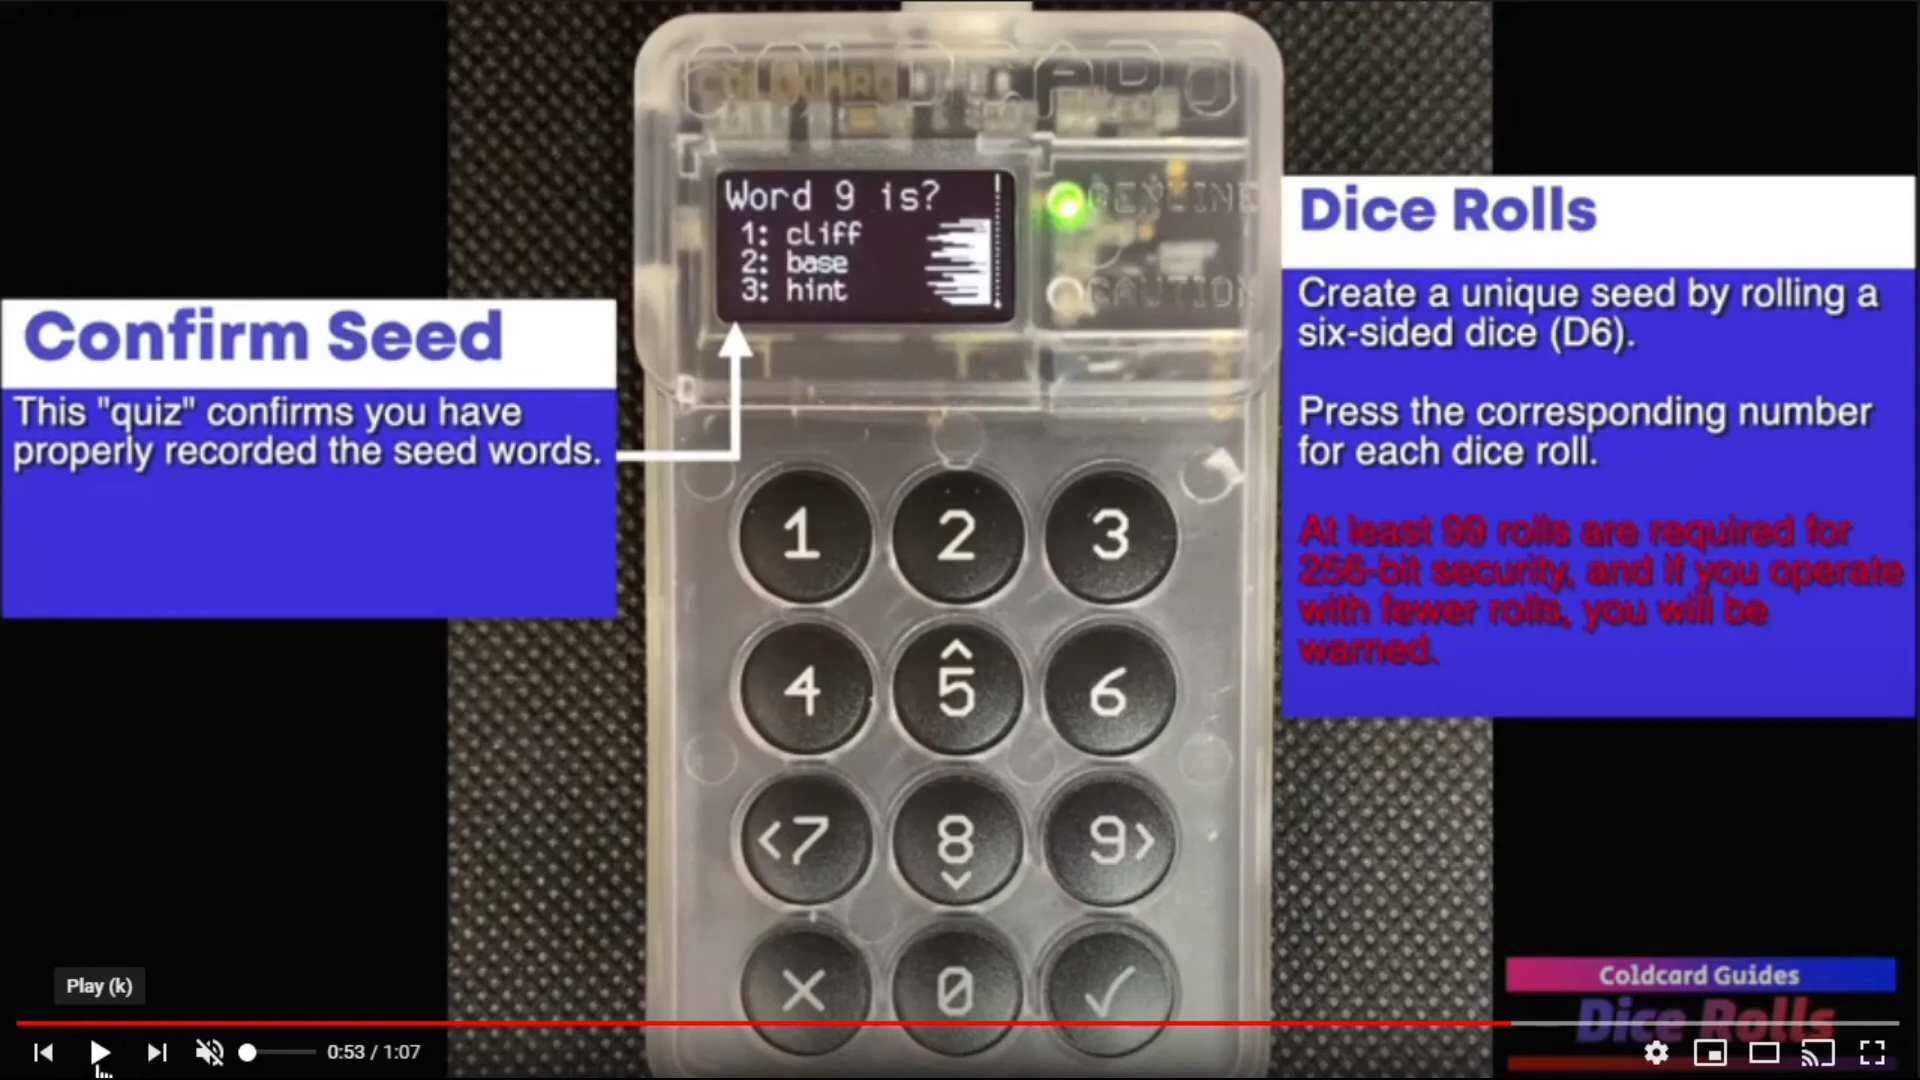 COLDCARD
Word 9 is?
1: cliff
2: base
3: hint
GENUINE
CAUTION
Confirm Seed
This "quiz" confirms you have
properly recorded the seed words.
Dice Rolls
Create a unique seed by rolling a
six-sided dice (D6).
Press the corresponding number
for each dice roll.
At least 99 rolls are required for
256-bit security, and if you operate
with fewer rolls, you will be
warned.
1 2 3
4 5 6
<7 8 9>
0
Coldcard Guides
Dice Rolls
Play (k)
0:53 / 1:07